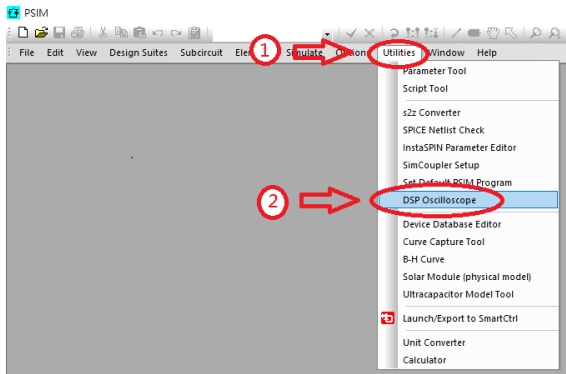 PSIM
File Edit View Design Suites Subcircuit Simulate Utilities Window Help
1
Parameter Tool
Script Tool
s2z Converter
SPICE Netlist Check
InstaSPIN Parameter Editor
SimCoupler Setup
Set Default PSIM Program
2
DSP Oscilloscope
Device Database Editor
Curve Capture Tool
B-H Curve
Solar Module (physical model)
Ultracapacitor Model Tool
Launch/Export to SmartCtrl
Unit Converter
Calculator